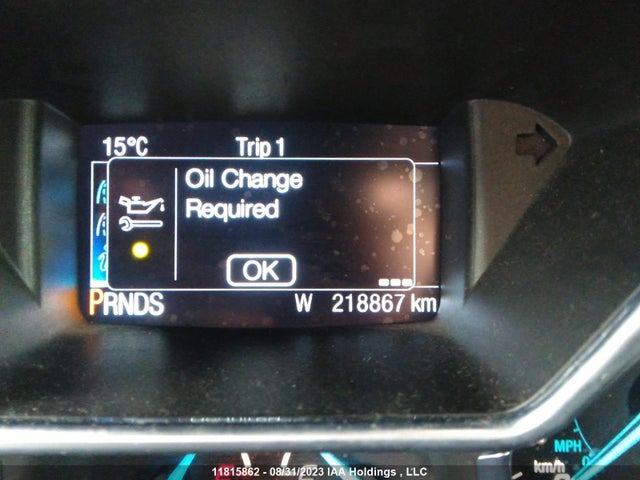 15°C Trip 1
Oil Change
Required
OK
PRNDS W 218867 km
MPH
km/h
11815862 - 08/31/2023 IAA Holdings , LLC